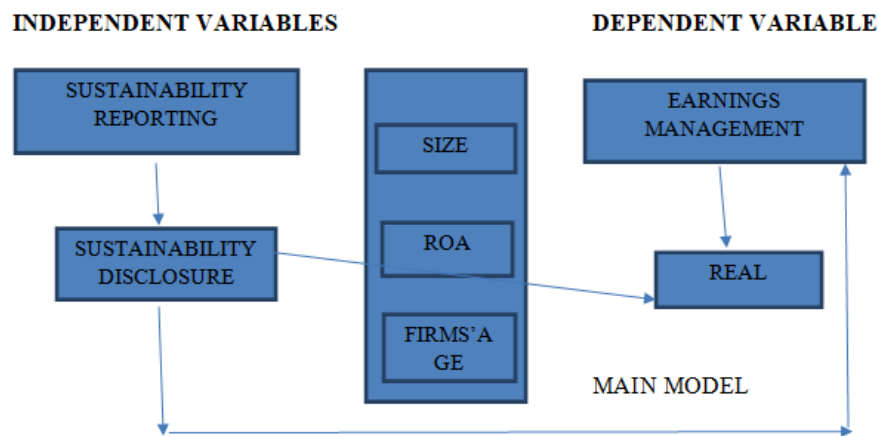 INDEPENDENT VARIABLES
DEPENDENT VARIABLE
SUSTAINABILITY
REPORTING
EARNINGS
MANAGEMENT
SIZE
SUSTAINABILITY
DISCLOSURE
ROA
REAL
FIRMS’A
GE
MAIN MODEL